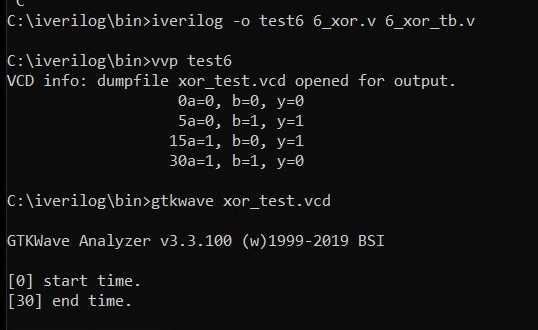 C:\iverilog\bin>iverilog -o test6 6_xor.v 6_xor_tb.v
C:\iverilog\bin>vvp test6
VCD info: dumpfile xor_test.vcd opened for output.
0a=0, b=0, y=0
5a=0, b=1, y=1
15a=1, b=0, y=1
30a=1, b=1, y=0
C:\iverilog\bin>gtkwave xor_test.vcd
GTKWave Analyzer v3.3.100 (w)1999-2019 BSI
[0] start time.
[30] end time.